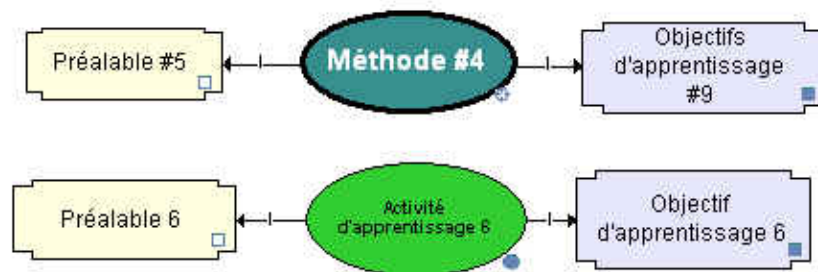 Préalable #5
I
Méthode #4
I
Objectifs
d'apprentissage
#9
Préalable 6
I
Activité
d'apprentissage 6
I
Objectif
d'apprentissage 6